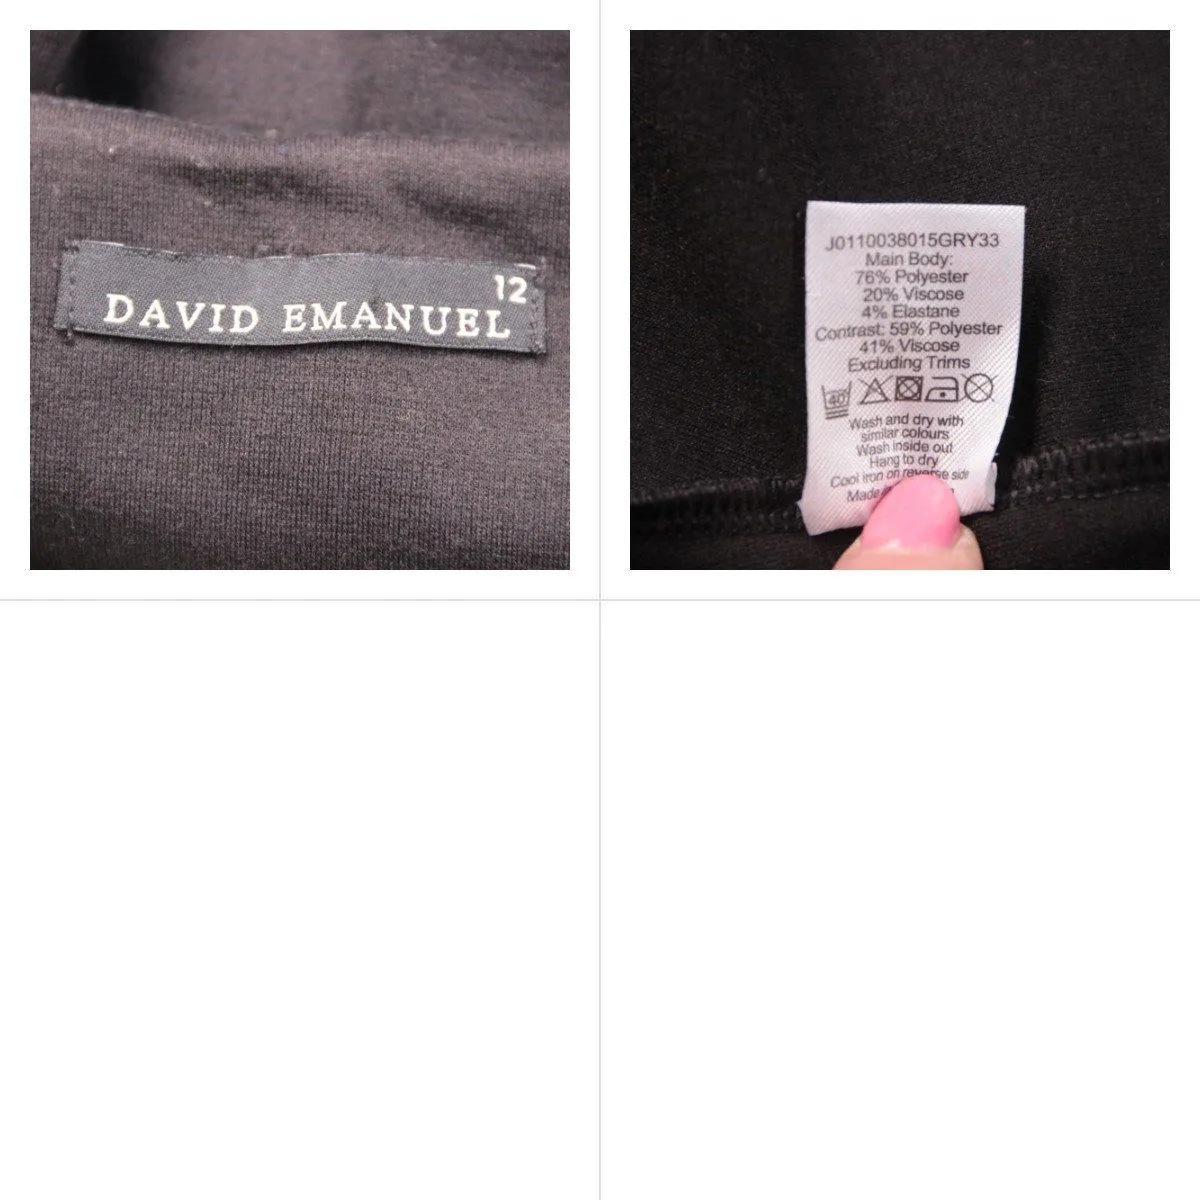 12
DAVID EMANUEL
J0110038015GRY33
Main Body:
76% Polyester
20% Viscose
4% Elastane
Contrast: 59% Polyester
41% Viscose
Excluding Trims
40
Wash and dry with
similar colours
Wash inside out
Hang to dry
Cool iron on reverse side
Made